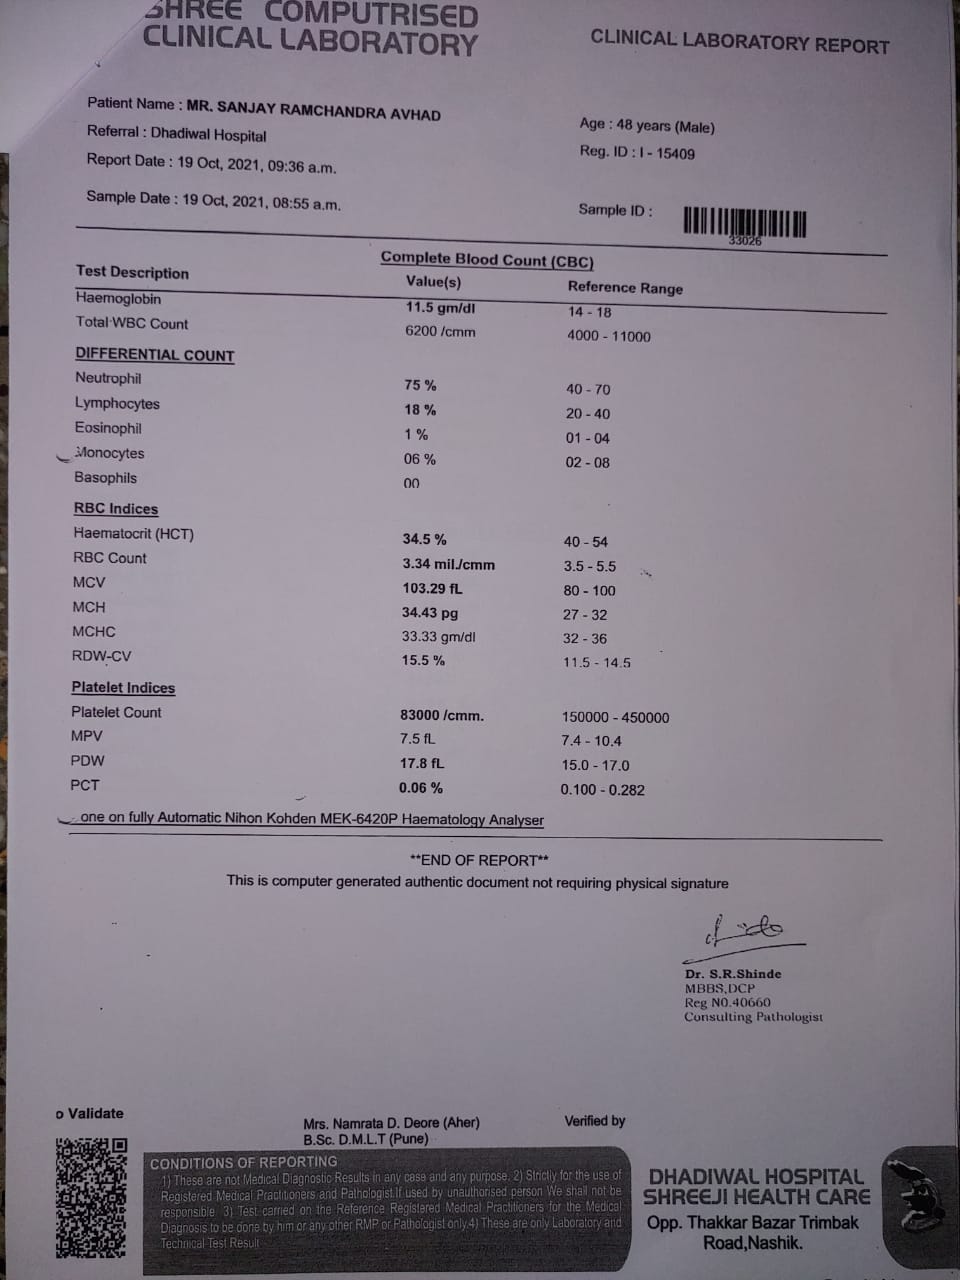 SHREE COMPUTRISED
CLINICAL LABORATORY
CLINICAL LABORATORY REPORT
Patient Name : MR. SANJAY RAMCHANDRA AVHAD
Age : 48 years (Male)
Referral : Dhadiwal Hospital
Reg. ID : I - 15409
Report Date : 19 Oct, 2021, 09:36 a.m.
Sample Date : 19 Oct, 2021, 08:55 a.m.
Sample ID :
33026
Complete Blood Count (CBC)
Test Description Value(s) Reference Range
Haemoglobin 11.5 gm/dl 14 - 18
Total WBC Count 6200 /cmm 4000 - 11000
DIFFERENTIAL COUNT
Neutrophil 75 % 40 - 70
Lymphocytes 18 % 20 - 40
Eosinophil 1 % 01 - 04
Monocytes 06 % 02 - 08
Basophils 00
RBC Indices
Haematocrit (HCT) 34.5 % 40 - 54
RBC Count 3.34 mil./cmm 3.5 - 5.5
MCV 103.29 fL 80 - 100
MCH 34.43 pg 27 - 32
MCHC 33.33 gm/dl 32 - 36
RDW-CV 15.5 % 11.5 - 14.5
Platelet Indices
Platelet Count 83000 /cmm. 150000 - 450000
MPV 7.5 fL 7.4 - 10.4
PDW 17.8 fL 15.0 - 17.0
PCT 0.06 % 0.100 - 0.282
one on fully Automatic Nihon Kohden MEK-6420P Haematology Analyser
**END OF REPORT**
This is computer generated authentic document not requiring physical signature
Dr. S.R.Shinde
MBBS,DCP
Reg NO.40660
Consulting Pathologist
o Validate
Mrs. Namrata D. Deore (Aher)
B.Sc. D.M.L.T (Pune)
Verified by
CONDITIONS OF REPORTING
1) These are not Medical Diagnostic Results in any case and any purpose. 2) Strictly for the use of
Registered Medical Practitioners and Pathologist.If used by unauthorised person We shall not be
responsible 3) Test carried on the Reference Registered Medical Practitioners for the Medical
Diagnosis to be done by him or any other RMP or Pathologist only.4) These are only Laboratory and
Technical Test Result
DHADIWAL HOSPITAL
SHREEJI HEALTH CARE
Opp. Thakkar Bazar Trimbak
Road,Nashik.